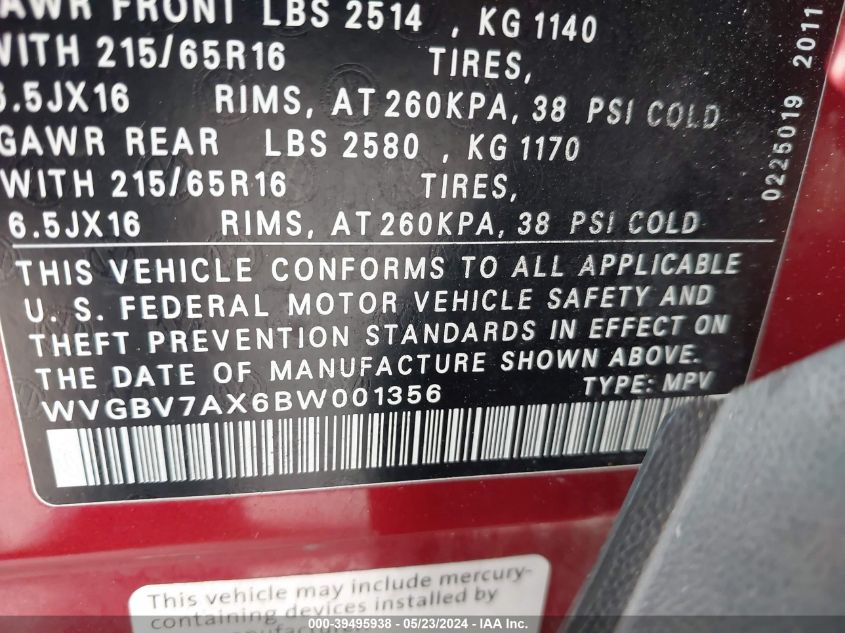 GAWR FRONT LBS 2514 , KG 1140
WITH 215/65R16 TIRES,
6.5JX16 RIMS, AT 260KPA, 38 PSI COLD
GAWR REAR LBS 2580 , KG 1170
WITH 215/65R16 TIRES,
6.5JX16 RIMS, AT 260KPA, 38 PSI COLD
THIS VEHICLE CONFORMS TO ALL APPLICABLE
U. S. FEDERAL MOTOR VEHICLE SAFETY AND
THEFT PREVENTION STANDARDS IN EFFECT ON
THE DATE OF MANUFACTURE SHOWN ABOVE.
WVGBV7AX6BW001356 TYPE: MPV
0225019 2011
This vehicle may include mercury-
containing devices installed by
IAA
#00-39495938 - 05/23/2024 - IAA Inc.